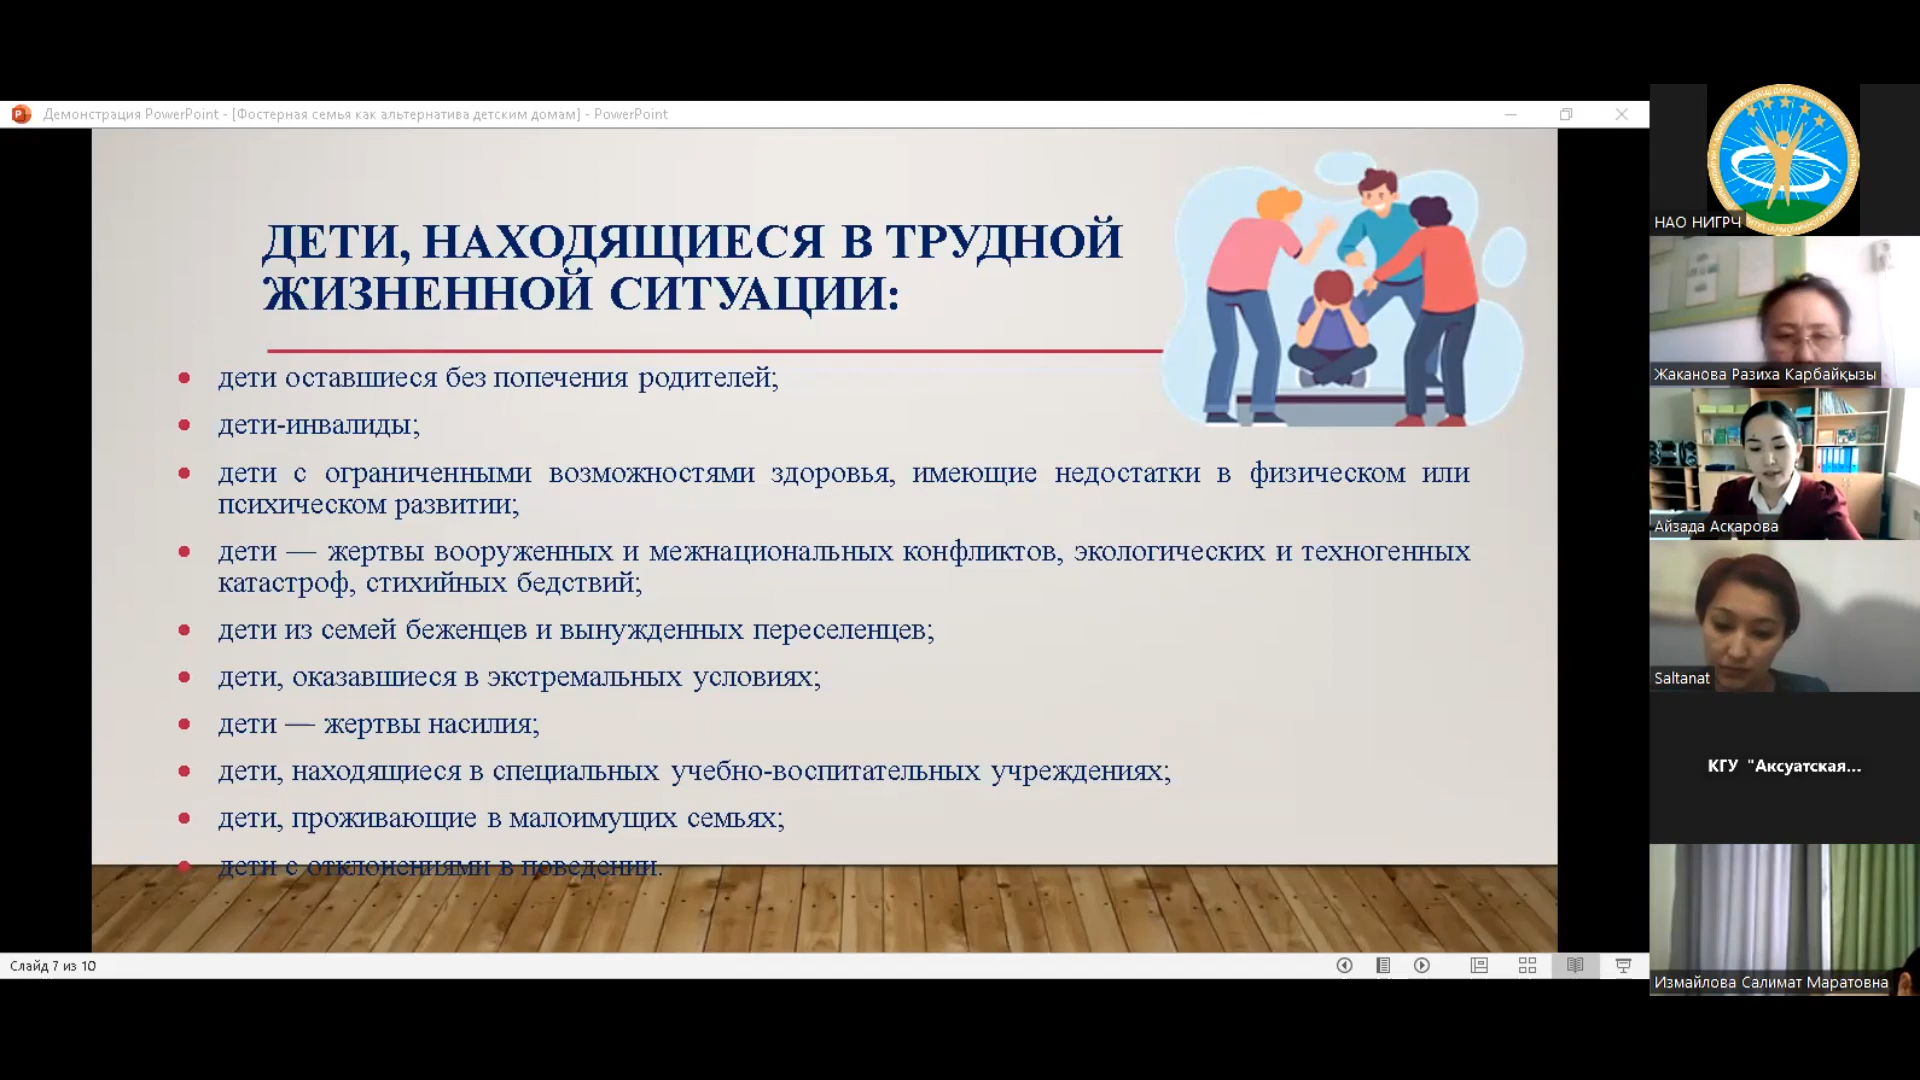 Демонстрация PowerPoint - [Фостерная семья как альтернатива детским домам] - PowerPoint
ДЕТИ, НАХОДЯЩИЕСЯ В ТРУДНОЙ
ЖИЗНЕННОЙ СИТУАЦИИ:
• дети оставшиеся без попечения родителей;
• дети-инвалиды;
• дети с ограниченными возможностями здоровья, имеющие недостатки в физическом или
психическом развитии;
• дети — жертвы вооруженных и межнациональных конфликтов, экологических и техногенных
катастроф, стихийных бедствий;
• дети из семей беженцев и вынужденных переселенцев;
• дети, оказавшиеся в экстремальных условиях;
• дети — жертвы насилия;
• дети, находящиеся в специальных учебно-воспитательных учреждениях;
• дети, проживающие в малоимущих семьях;
• дети с отклонениями в поведении.
Слайд 7 из 10
НАО НИГРЧ
Жаканова Разиха Карбайқызы
Айзада Асқарова
Saltanat
КГУ "Аксуатская...
Измайлова Салимат Маратовна